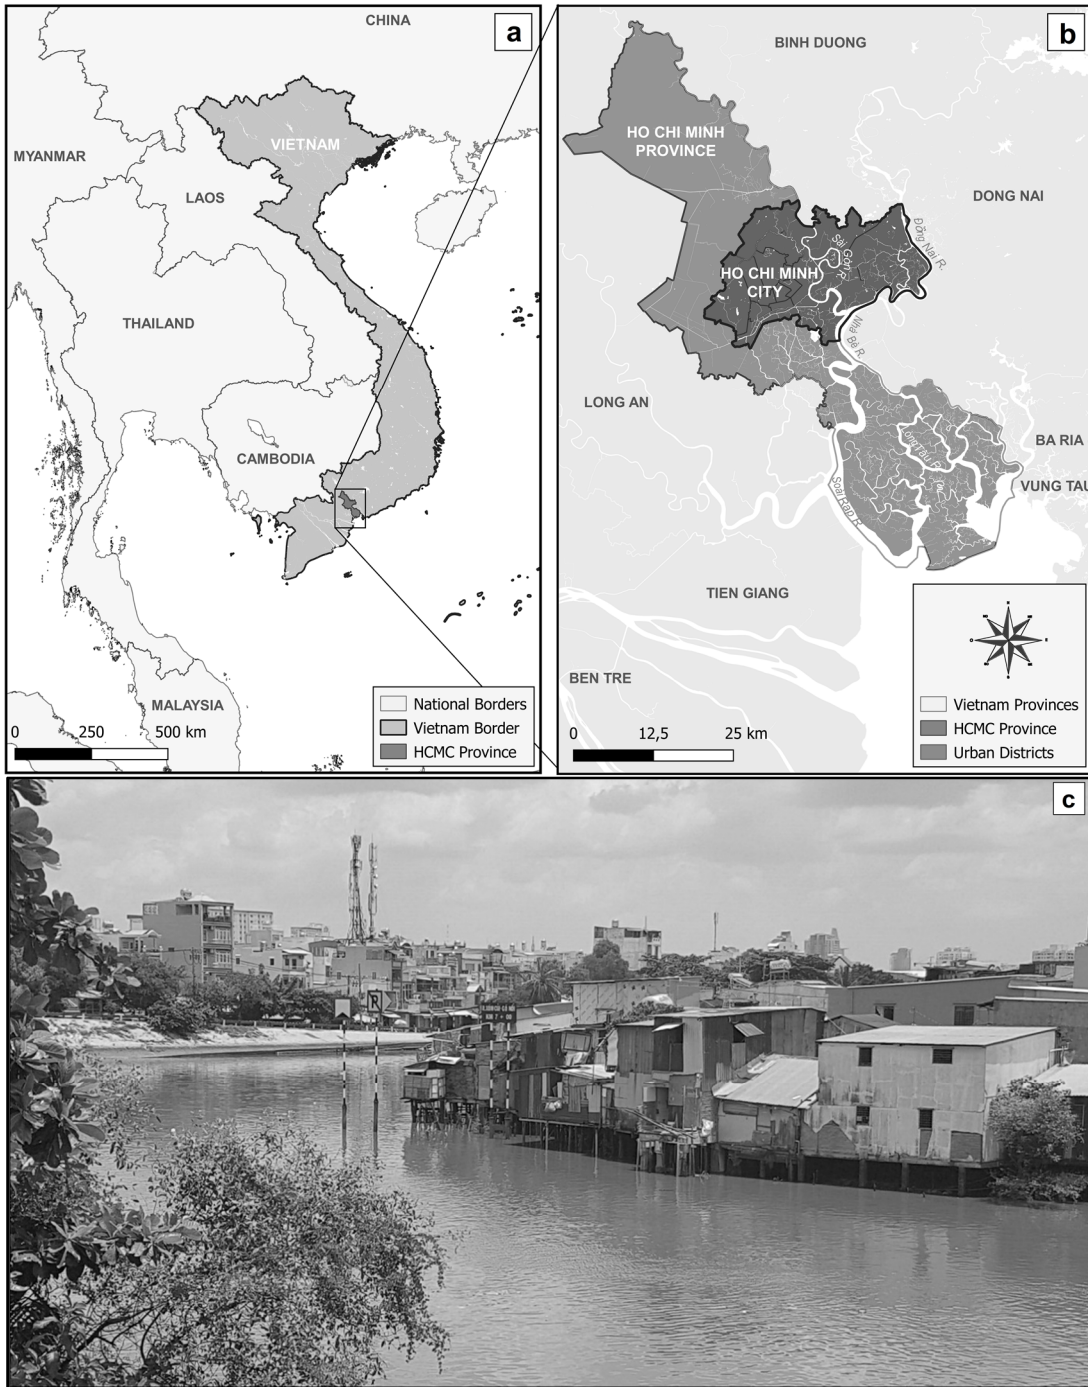 a
CHINA
VIETNAM
MYANMAR
LAOS
THAILAND
CAMBODIA
MALAYSIA
National Borders
Vietnam Border
HCMC Province
0 250 500 km
b
BINH DUONG
HO CHI MINH
PROVINCE
DONG NAI
Đồng Nai R.
Sài Gòn R.
HO CHI MINH
CITY
Nhà Bè R.
LONG AN
BA RIA
VUNG TAU
Soài Rạp R.
TIEN GIANG
BEN TRE
Vietnam Provinces
HCMC Province
Urban Districts
0 12,5 25 km
c